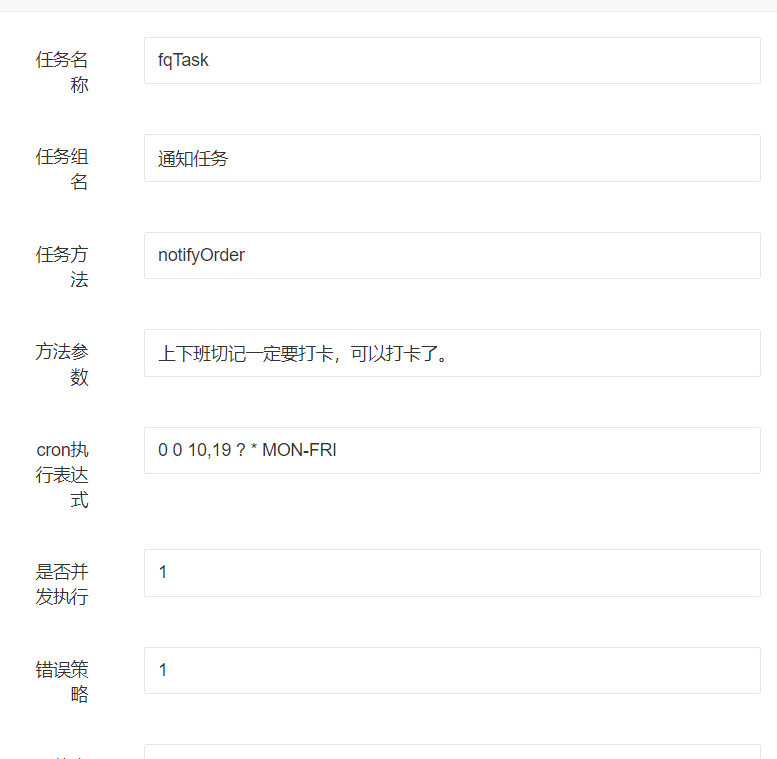 任务名
称
fqTask
任务组
名
通知任务
任务方
法
notifyOrder
方法参
数
上下班切记一定要打卡，可以打卡了。
cron执
行表达
式
0 0 10,19 ? * MON-FRI
是否并
发执行
1
错误策
略
1